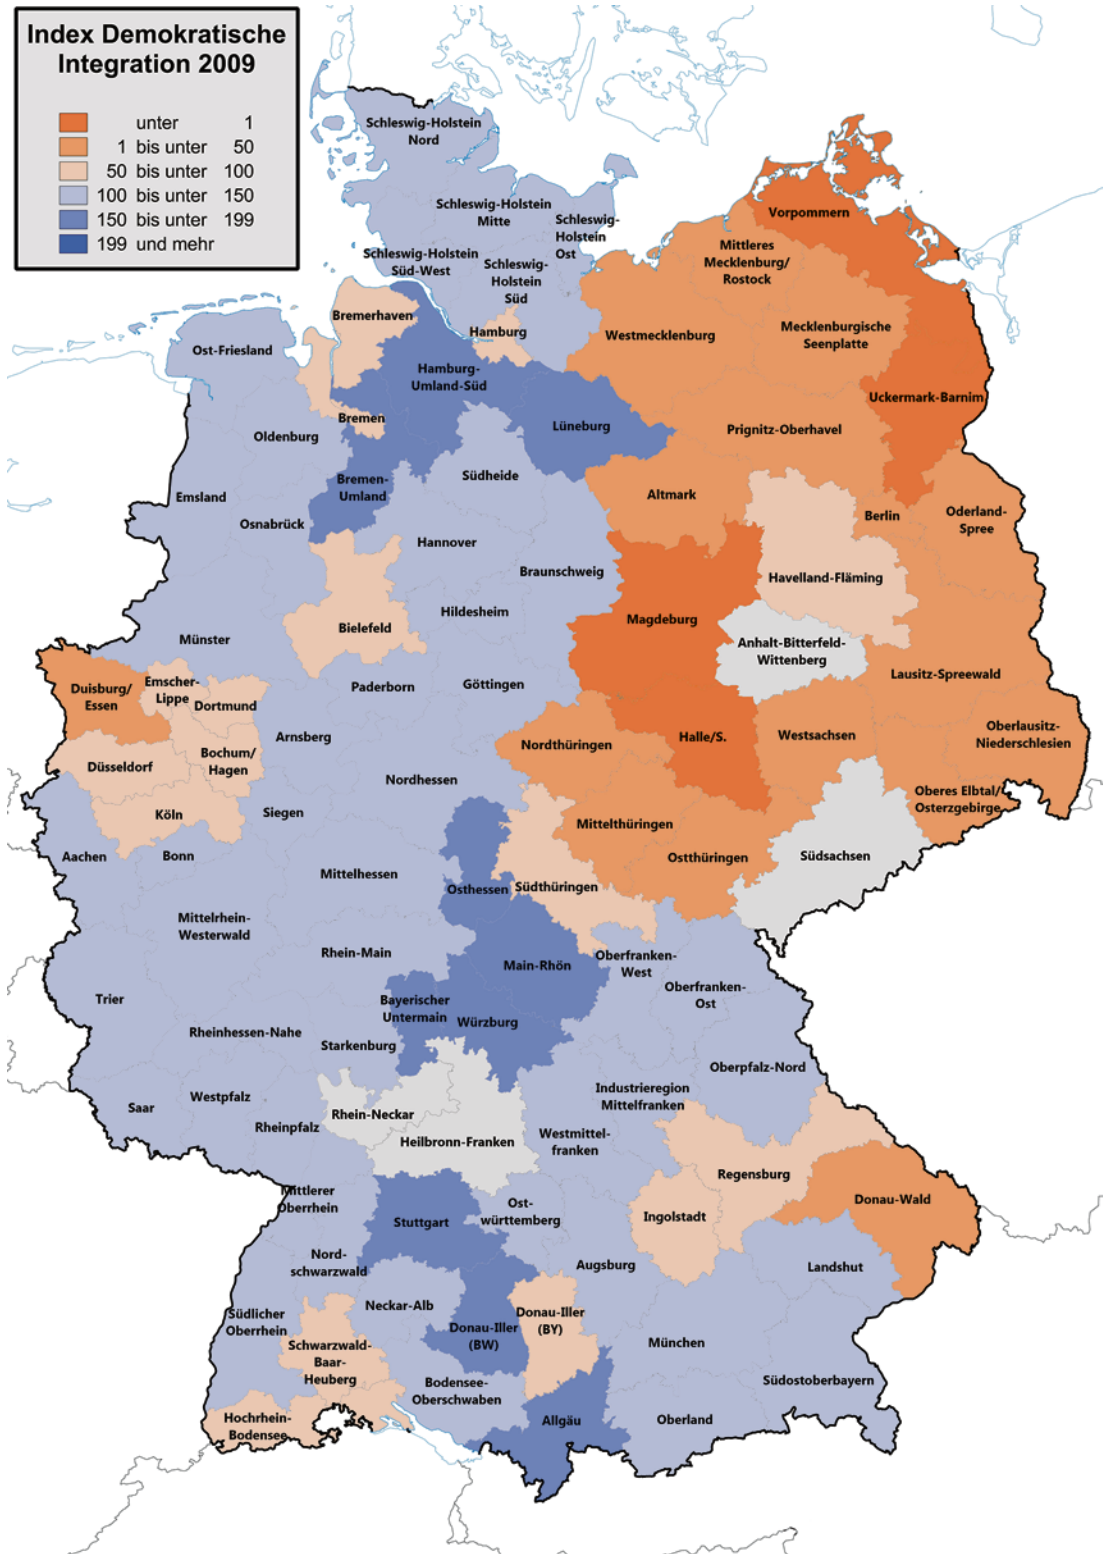 Index Demokratische
Integration 2009
unter 1
1 bis unter 50
50 bis unter 100
100 bis unter 150
150 bis unter 199
199 und mehr
Schleswig-Holstein
Nord
Schleswig-Holstein
Mitte
Schleswig-
Holstein
Ost
Schleswig-Holstein
Süd-West
Schleswig-
Holstein
Süd
Vorpommern
Mittleres
Mecklenburg/
Rostock
Bremerhaven
Hamburg
Westmecklenburg
Mecklenburgische
Seenplatte
Ost-Friesland
Hamburg-
Umland-Süd
Uckermark-Barnim
Bremen
Lüneburg
Prignitz-Oberhavel
Oldenburg
Südheide
Bremen-
Umland
Emsland
Altmark
Berlin
Oderland-
Spree
Osnabrück
Hannover
Braunschweig
Havelland-Fläming
Hildesheim
Magdeburg
Bielefeld
Münster
Anhalt-Bitterfeld-
Wittenberg
Lausitz-Spreewald
Duisburg/
Essen
Emscher-
Lippe
Dortmund
Paderborn
Göttingen
Arnsberg
Nordthüringen
Halle/S.
Westsachsen
Oberlausitz-
Niederschlesien
Düsseldorf
Bochum/
Hagen
Nordhessen
Oberes Elbtal/
Osterzgebirge
Köln
Siegen
Mittelthüringen
Aachen
Bonn
Ostthüringen
Südsachsen
Mittelhessen
Osthessen
Südthüringen
Mittelrhein-
Westerwald
Rhein-Main
Main-Rhön
Oberfranken-
West
Oberfranken-
Ost
Trier
Bayerischer
Untermain
Würzburg
Rheinhessen-Nahe
Starkenburg
Oberpfalz-Nord
Westpfalz
Industrieregion
Mittelfranken
Saar
Rhein-Neckar
Rheinpfalz
Heilbronn-Franken
Westmittel-
franken
Regensburg
Mittlerer
Oberrhein
Donau-Wald
Stuttgart
Ost-
württemberg
Ingolstadt
Nord-
schwarzwald
Augsburg
Landshut
Neckar-Alb
Südlicher
Oberrhein
Donau-Iller
(BW)
Donau-Iller
(BY)
München
Schwarzwald-
Baar-
Heuberg
Bodensee-
Oberschwaben
Südostoberbayern
Hochrhein-
Bodensee
Allgäu
Oberland